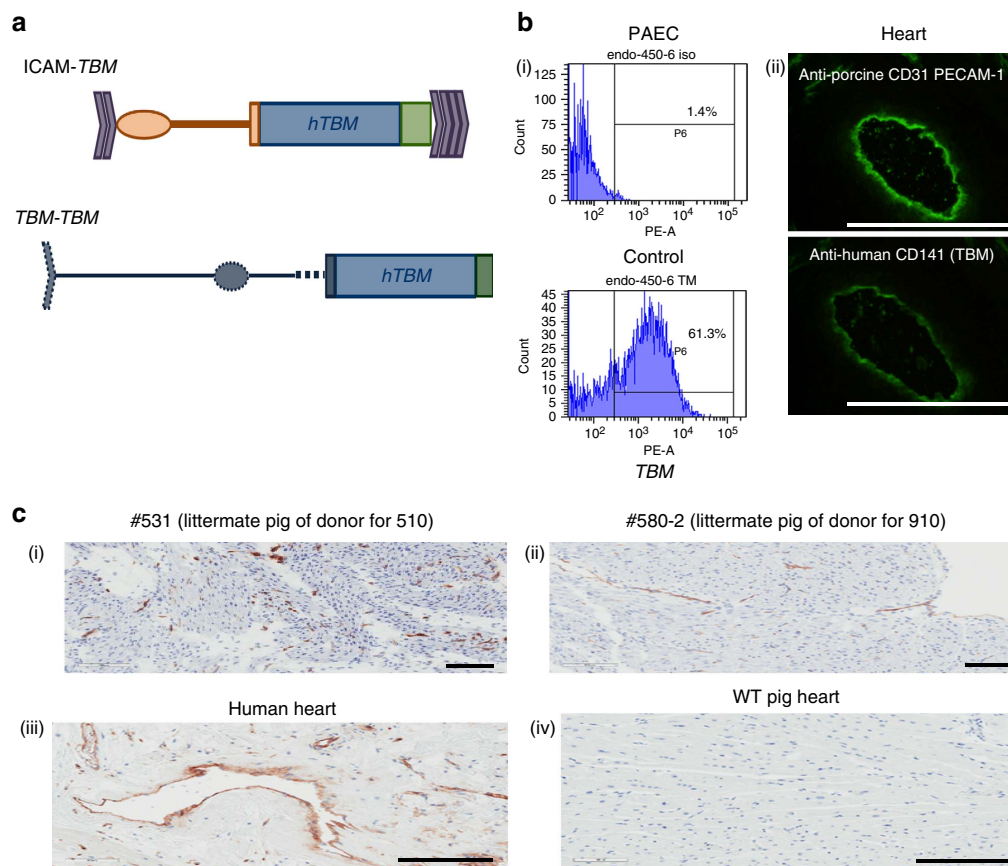 a
ICAM-TBM
hTBM
TBM-TBM
hTBM
b
PAEC
(i)
endo-450-6 iso
Count
125
100
75
50
25
0
1.4%
P6
10²
10³
10⁴
10⁵
PE-A
Control
endo-450-6 TM
Count
45
40
35
30
25
20
15
10
5
0
61.3%
P6
10²
10³
10⁴
10⁵
PE-A
TBM
Heart
(ii)
Anti-porcine CD31 PECAM-1
Anti-human CD141 (TBM)
c
#531 (littermate pig of donor for 510)
(i)
#580-2 (littermate pig of donor for 910)
(ii)
Human heart
(iii)
WT pig heart
(iv)